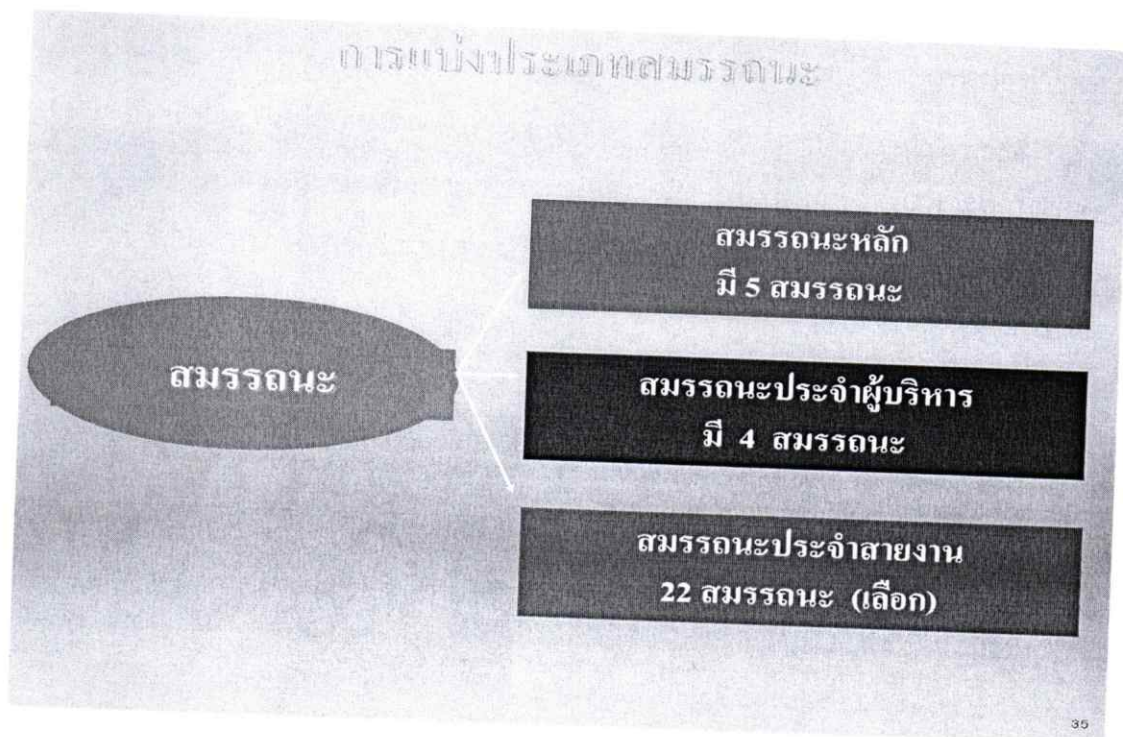 การแบ่งประเภทสมรรถนะ
สมรรถนะ
สมรรถนะหลัก
มี 5 สมรรถนะ
สมรรถนะประจำผู้บริหาร
มี 4 สมรรถนะ
สมรรถนะประจำสายงาน
22 สมรรถนะ (เลือก)
35